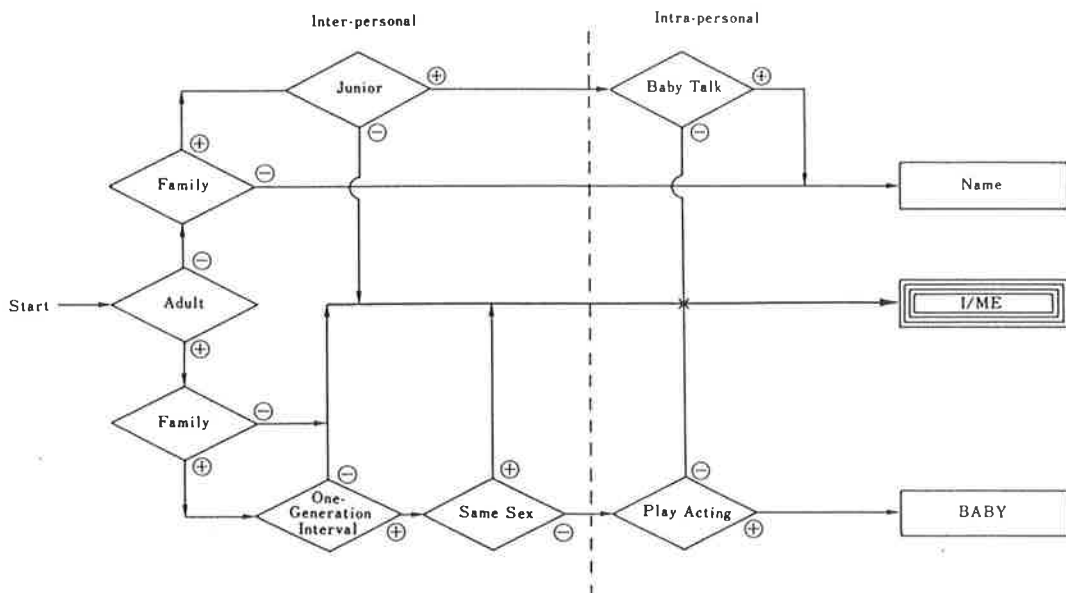 Inter-personal
Intra-personal
Junior
⊕
Baby Talk
⊕
⊖
⊖
⊕
Family
⊖
Name
⊖
Start
Adult
I/ME
⊕
Family
⊖
⊕
⊖
⊕
⊖
One-
Generation
Interval
⊕
Same Sex
⊖
Play Acting
⊕
BABY